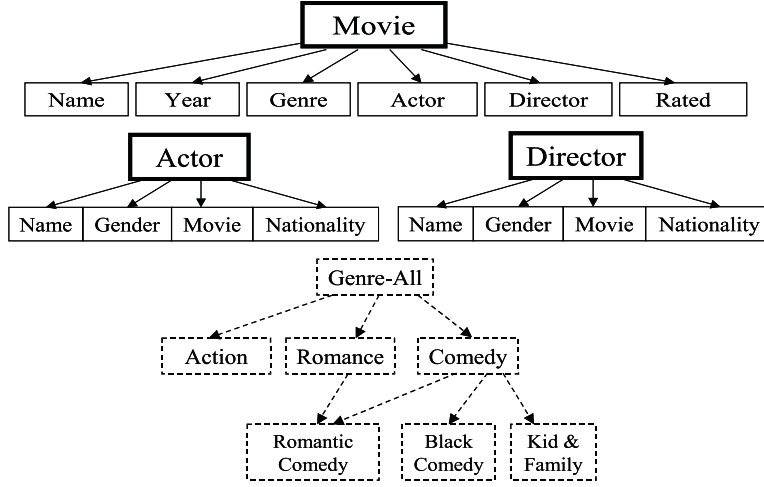 Movie
Name Year Genre Actor Director Rated
Actor Director
Name Gender Movie Nationality Name Gender Movie Nationality
Genre-All
Action Romance Comedy
Romantic Black Kid &
Comedy Comedy Family